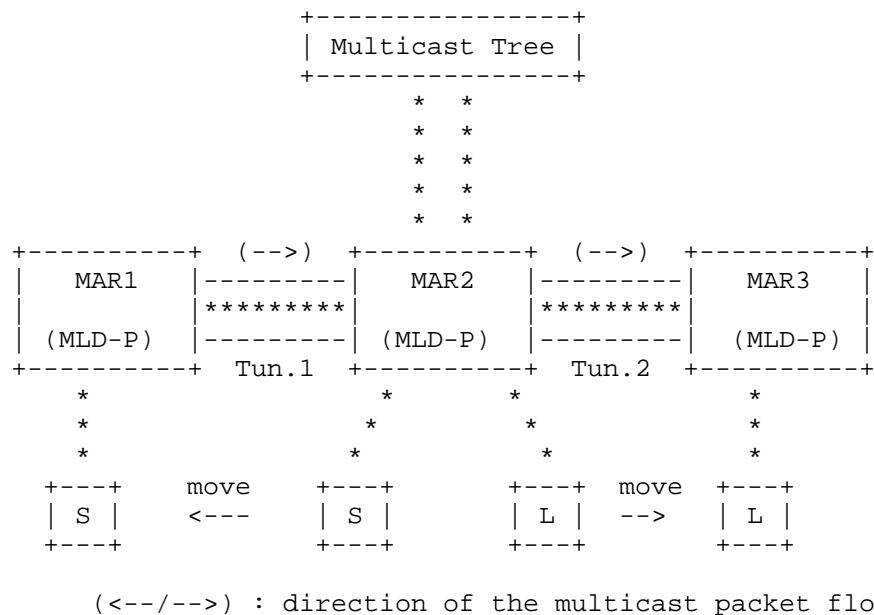 Multicast Tree
(-->) (-->)
MAR1 MAR2 MAR3
(MLD-P) (MLD-P) (MLD-P)
Tun.1 Tun.2
move move
S <--- S L --> L
(<--/-->) : direction of the multicast packet flo